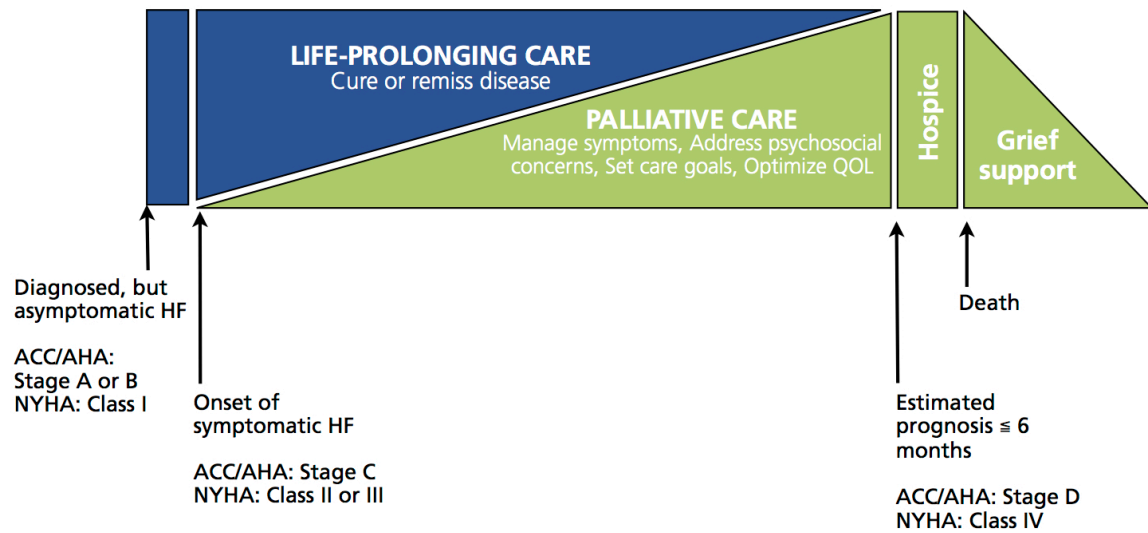 LIFE-PROLONGING CARE
Cure or remiss disease
PALLIATIVE CARE
Manage symptoms, Address psychosocial
concerns, Set care goals, Optimize QOL
Hospice
Grief
support
Diagnosed, but
asymptomatic HF
ACC/AHA:
Stage A or B
NYHA: Class I
Onset of
symptomatic HF
ACC/AHA: Stage C
NYHA: Class II or III
Estimated
prognosis ≦ 6
months
ACC/AHA: Stage D
NYHA: Class IV
Death